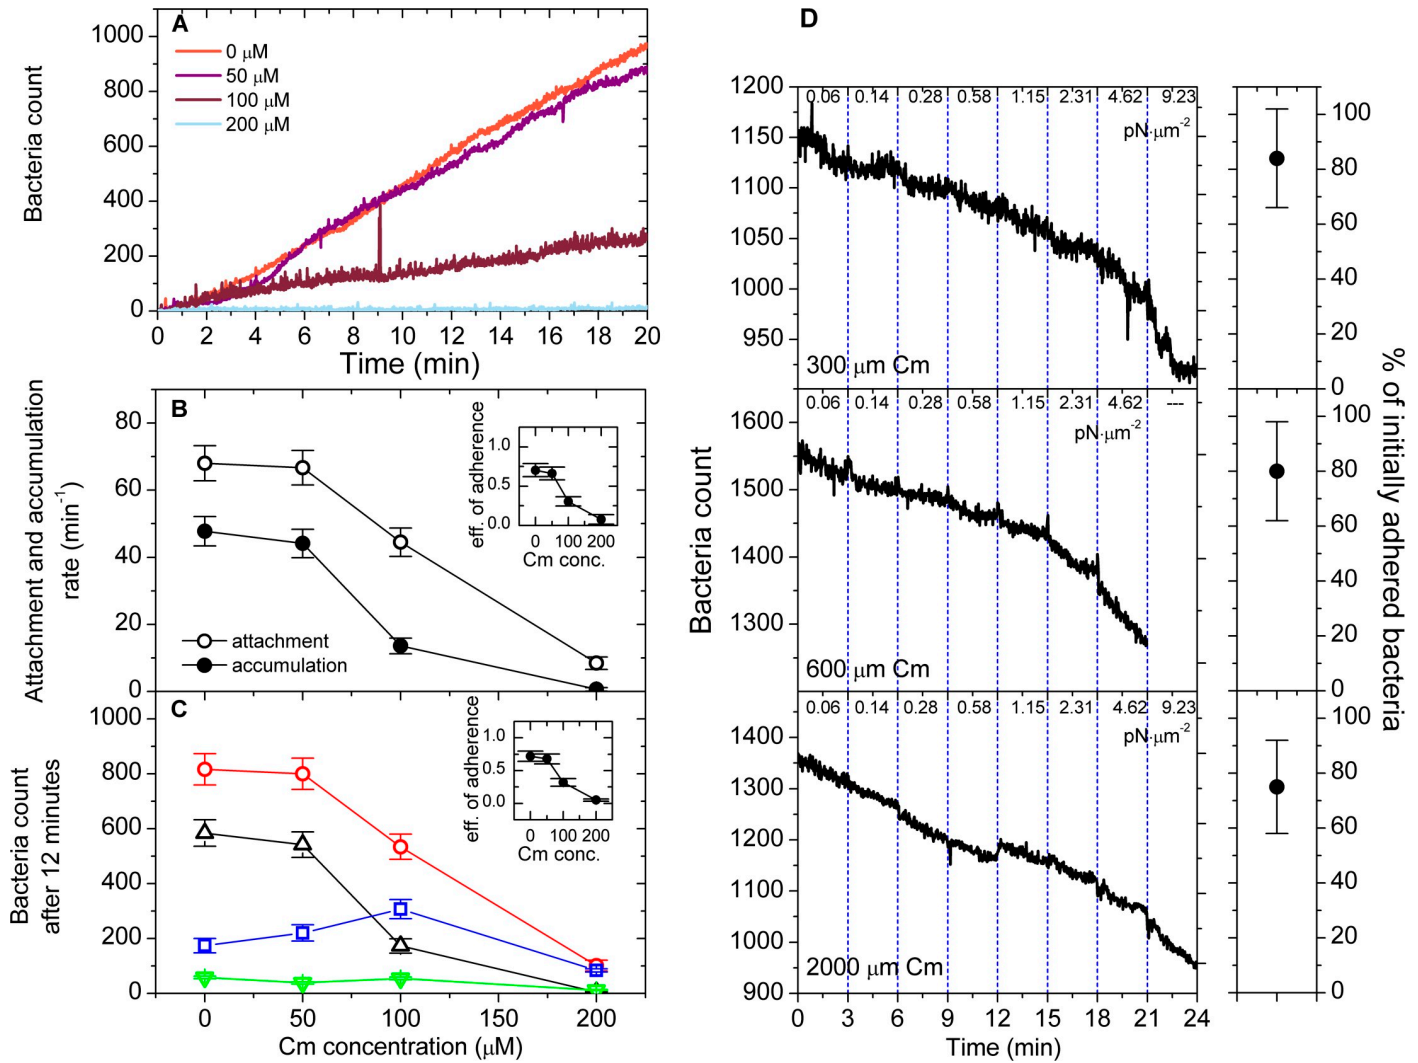 A
1000
800
600
400
200
0
Bacteria count
0 μM
50 μM
100 μM
200 μM
0 2 4 6 8 10 12 14 16 18 20
Time (min)
B
80
60
40
20
0
Attachment and accumulation
rate (min⁻¹)
attachment
accumulation
eff. of adherence
1.0
0.5
0.0
0 100 200
Cm conc.
C
1000
800
600
400
200
0
Bacteria count
after 12 minutes
eff. of adherence
1.0
0.5
0.0
0 100 200
Cm conc.
0 50 100 150 200
Cm concentration (μM)
D
Bacteria count
1200
1150
1100
1050
1000
950
0.06 0.14 0.28 0.58 1.15 2.31 4.62 9.23
pN·μm⁻²
300 μm Cm
100
80
60
40
20
0
1600
1500
1400
1300
0.06 0.14 0.28 0.58 1.15 2.31 4.62 ---
pN·μm⁻²
600 μm Cm
100
80
60
40
20
0
1400
1300
1200
1100
1000
900
0.06 0.14 0.28 0.58 1.15 2.31 4.62 9.23
pN·μm⁻²
2000 μm Cm
100
80
60
40
20
0
0 3 6 9 12 15 18 21 24
Time (min)
% of initially adhered bacteria